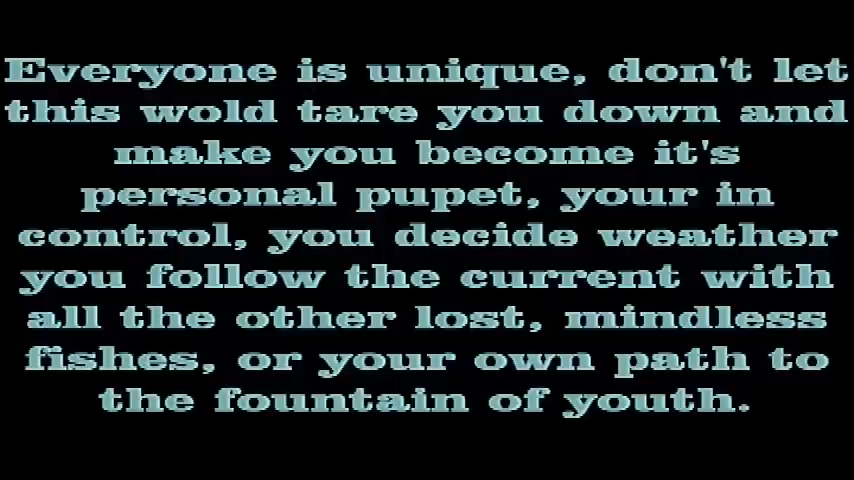 Everyone is unique, don't let
this wold tare you down and
make you become it's
personal pupet, your in
control, you decide weather
you follow the current with
all the other lost, mindless
fishes, or your own path to
the fountain of youth.